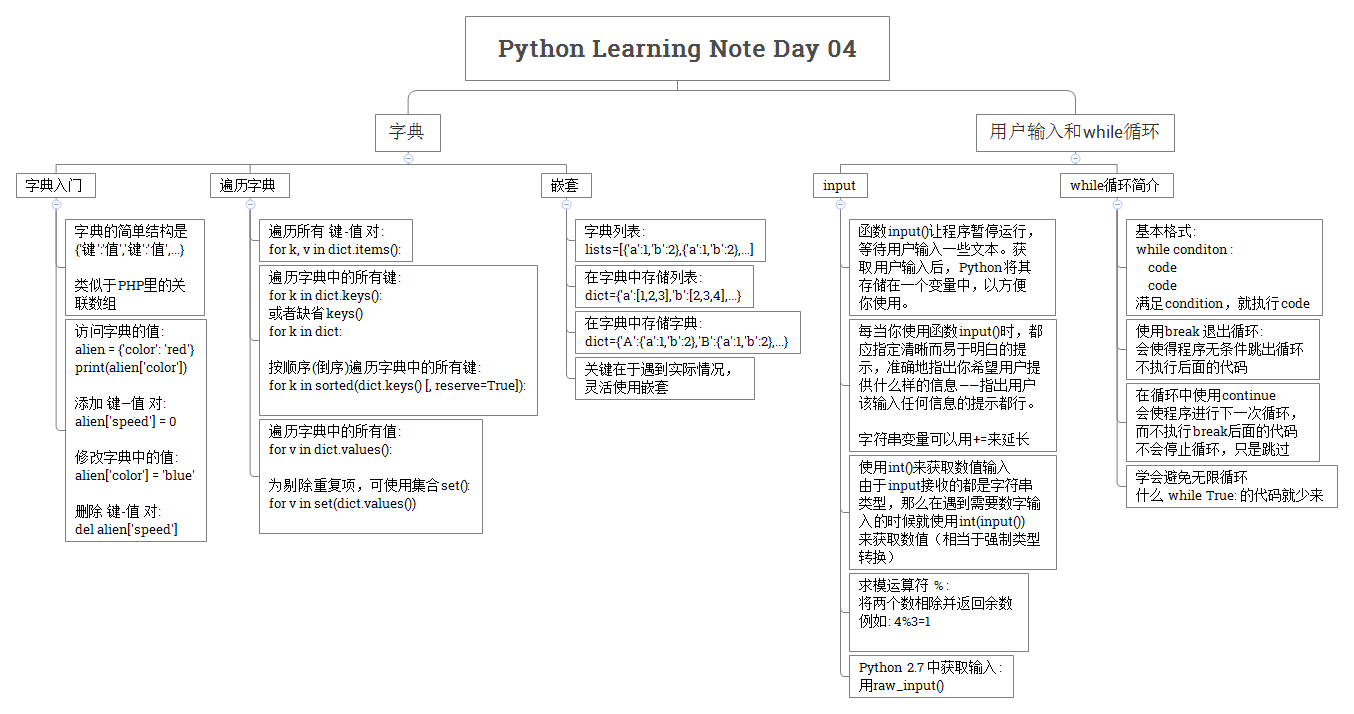 Python Learning Note Day 04
字典
字典入门
字典的简单结构是
{'键':'值','键':'值',...}
类似于PHP里的关
联数组
访问字典的值:
alien = {'color': 'red'}
print(alien['color'])
添加 键—值 对:
alien['speed'] = 0
修改字典中的值:
alien['color'] = 'blue'
删除 键-值 对:
del alien['speed']
遍历字典
遍历所有 键-值 对:
for k, v in dict.items():
遍历字典中的所有键:
for k in dict.keys():
或者缺省keys()
for k in dict:
按顺序(倒序)遍历字典中的所有键:
for k in sorted(dict.keys() [, reserve=True]):
遍历字典中的所有值:
for v in dict.values():
为剔除重复项，可使用集合set():
for v in set(dict.values())
嵌套
字典列表:
lists=[{'a':1,'b':2},{'a':1,'b':2},...]
在字典中存储列表:
dict={'a':[1,2,3],'b':[2,3,4],...}
在字典中存储字典:
dict={'A':{'a':1,'b':2},'B':{'a':1,'b':2},...}
关键在于遇到实际情况，
灵活使用嵌套
用户输入和while循环
input
函数input()让程序暂停运行，
等待用户输入一些文本。获
取用户输入后，Python将其
存储在一个变量中，以方便
你使用。
每当你使用函数input()时，都
应指定清晰而易于明白的提
示，准确地指出你希望用户提
供什么样的信息——指出用户
该输入任何信息的提示都行。
字符串变量可以用+=来延长
使用int()来获取数值输入
由于input接收的都是字符串
类型，那么在遇到需要数字输
入的时候就使用int(input())
来获取数值（相当于强制类型
转换）
求模运算符 % :
将两个数相除并返回余数
例如: 4%3=1
Python 2.7 中获取输入 :
用raw_input()
while循环简介
基本格式:
while conditon :
code
code
满足condition，就执行code
使用break 退出循环:
会使得程序无条件跳出循环
不执行后面的代码
在循环中使用continue
会使程序进行下一次循环，
而不执行break后面的代码
不会停止循环，只是跳过
学会避免无限循环
什么 while True: 的代码就少来